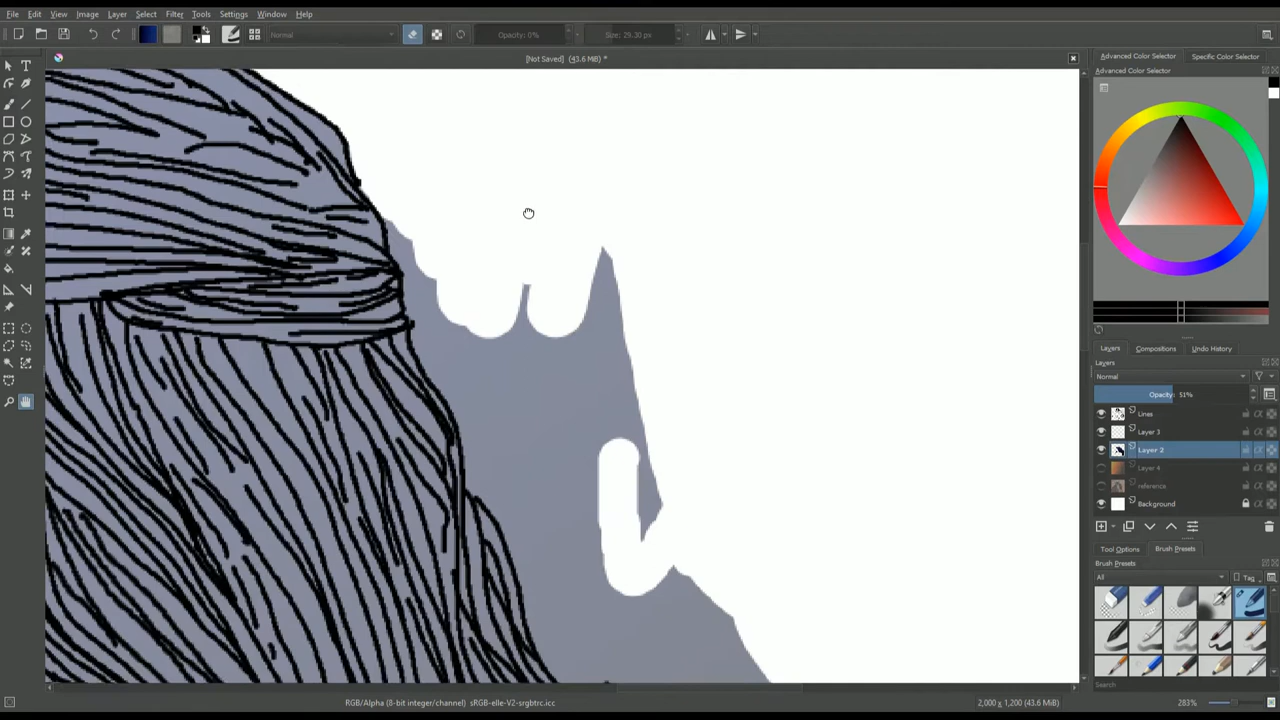 File Edit View Image Layer Select Filter Tools Settings Window Help
Normal Opacity: 0% Size: 29.30 px
[Not Saved] (43.6 MiB) *
Advanced Color Selector Specific Color Selector
Advanced Color Selector
Layers Compositions Undo History
Layers
Normal
Opacity: 51%
Lines
Layer 3
Layer 2
Layer 4
reference
Background
Tool Options Brush Presets
Brush Presets
All Tag
Search
RGB/Alpha (8-bit integer/channel) sRGB-elle-V2-srgbtrc.icc 2,000 x 1,200 (43.6 MiB) 283%